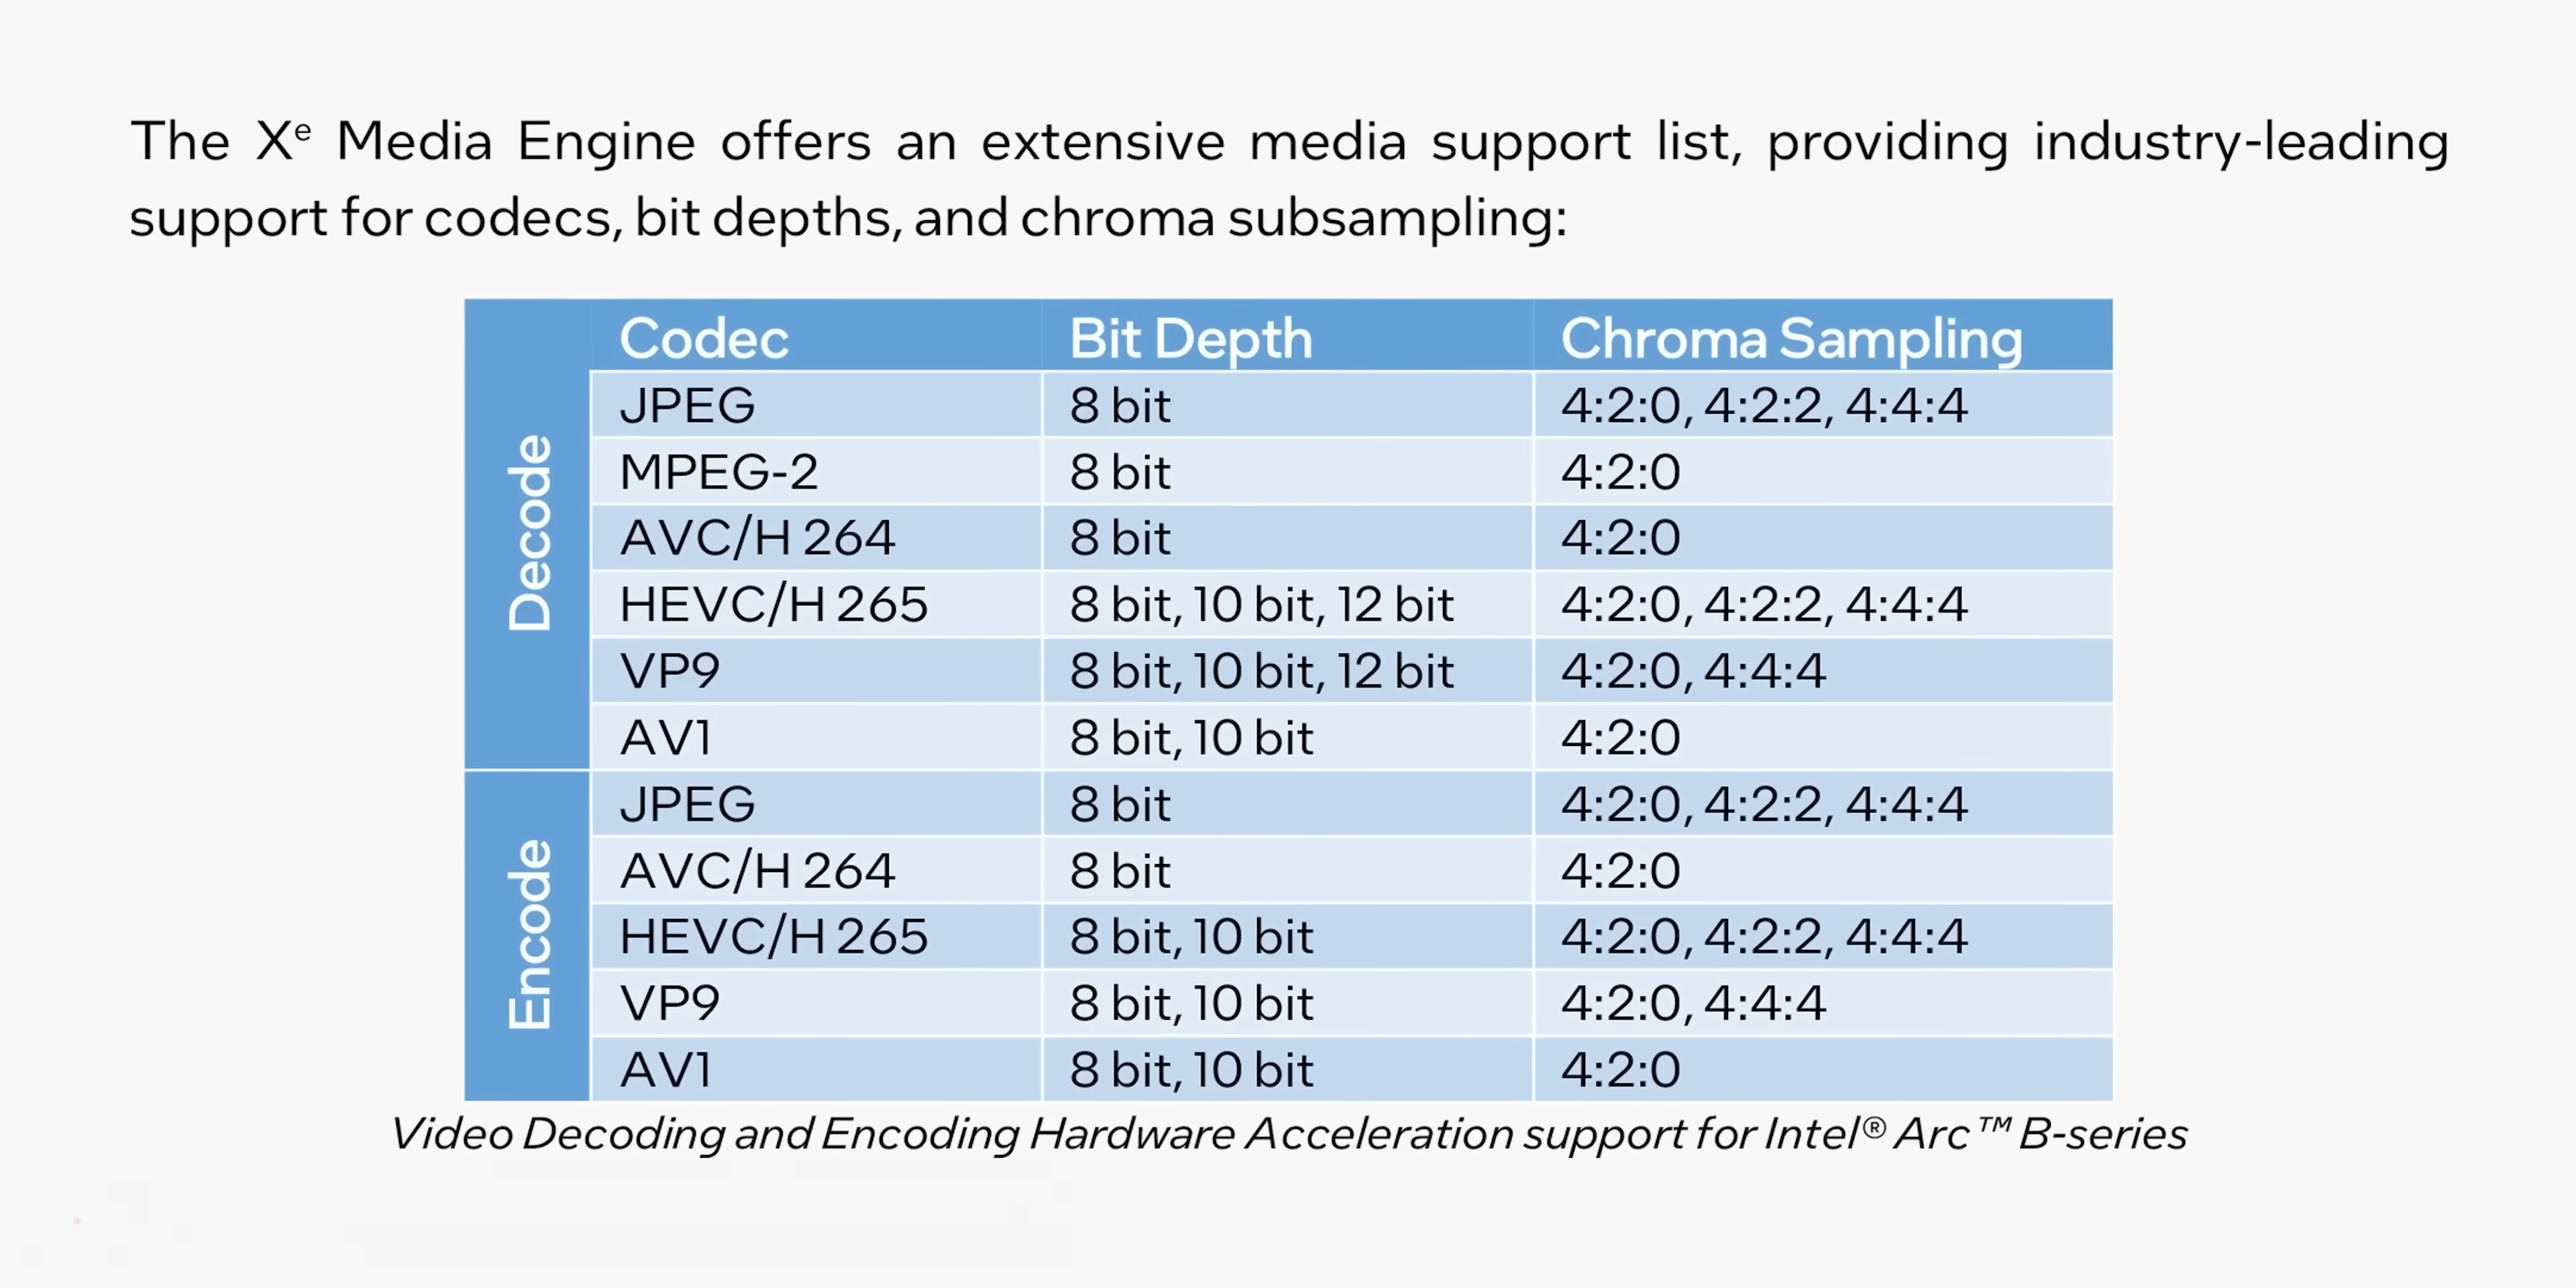 The Xe Media Engine offers an extensive media support list, providing industry-leading
support for codecs, bit depths, and chroma subsampling:
Codec Bit Depth Chroma Sampling
Decode
JPEG 8 bit 4:2:0, 4:2:2, 4:4:4
MPEG-2 8 bit 4:2:0
AVC/H 264 8 bit 4:2:0
HEVC/H 265 8 bit, 10 bit, 12 bit 4:2:0, 4:2:2, 4:4:4
VP9 8 bit, 10 bit, 12 bit 4:2:0, 4:4:4
AV1 8 bit, 10 bit 4:2:0
Encode
JPEG 8 bit 4:2:0, 4:2:2, 4:4:4
AVC/H 264 8 bit 4:2:0
HEVC/H 265 8 bit, 10 bit 4:2:0, 4:2:2, 4:4:4
VP9 8 bit, 10 bit 4:2:0, 4:4:4
AV1 8 bit, 10 bit 4:2:0
Video Decoding and Encoding Hardware Acceleration support for Intel® Arc™ B-series